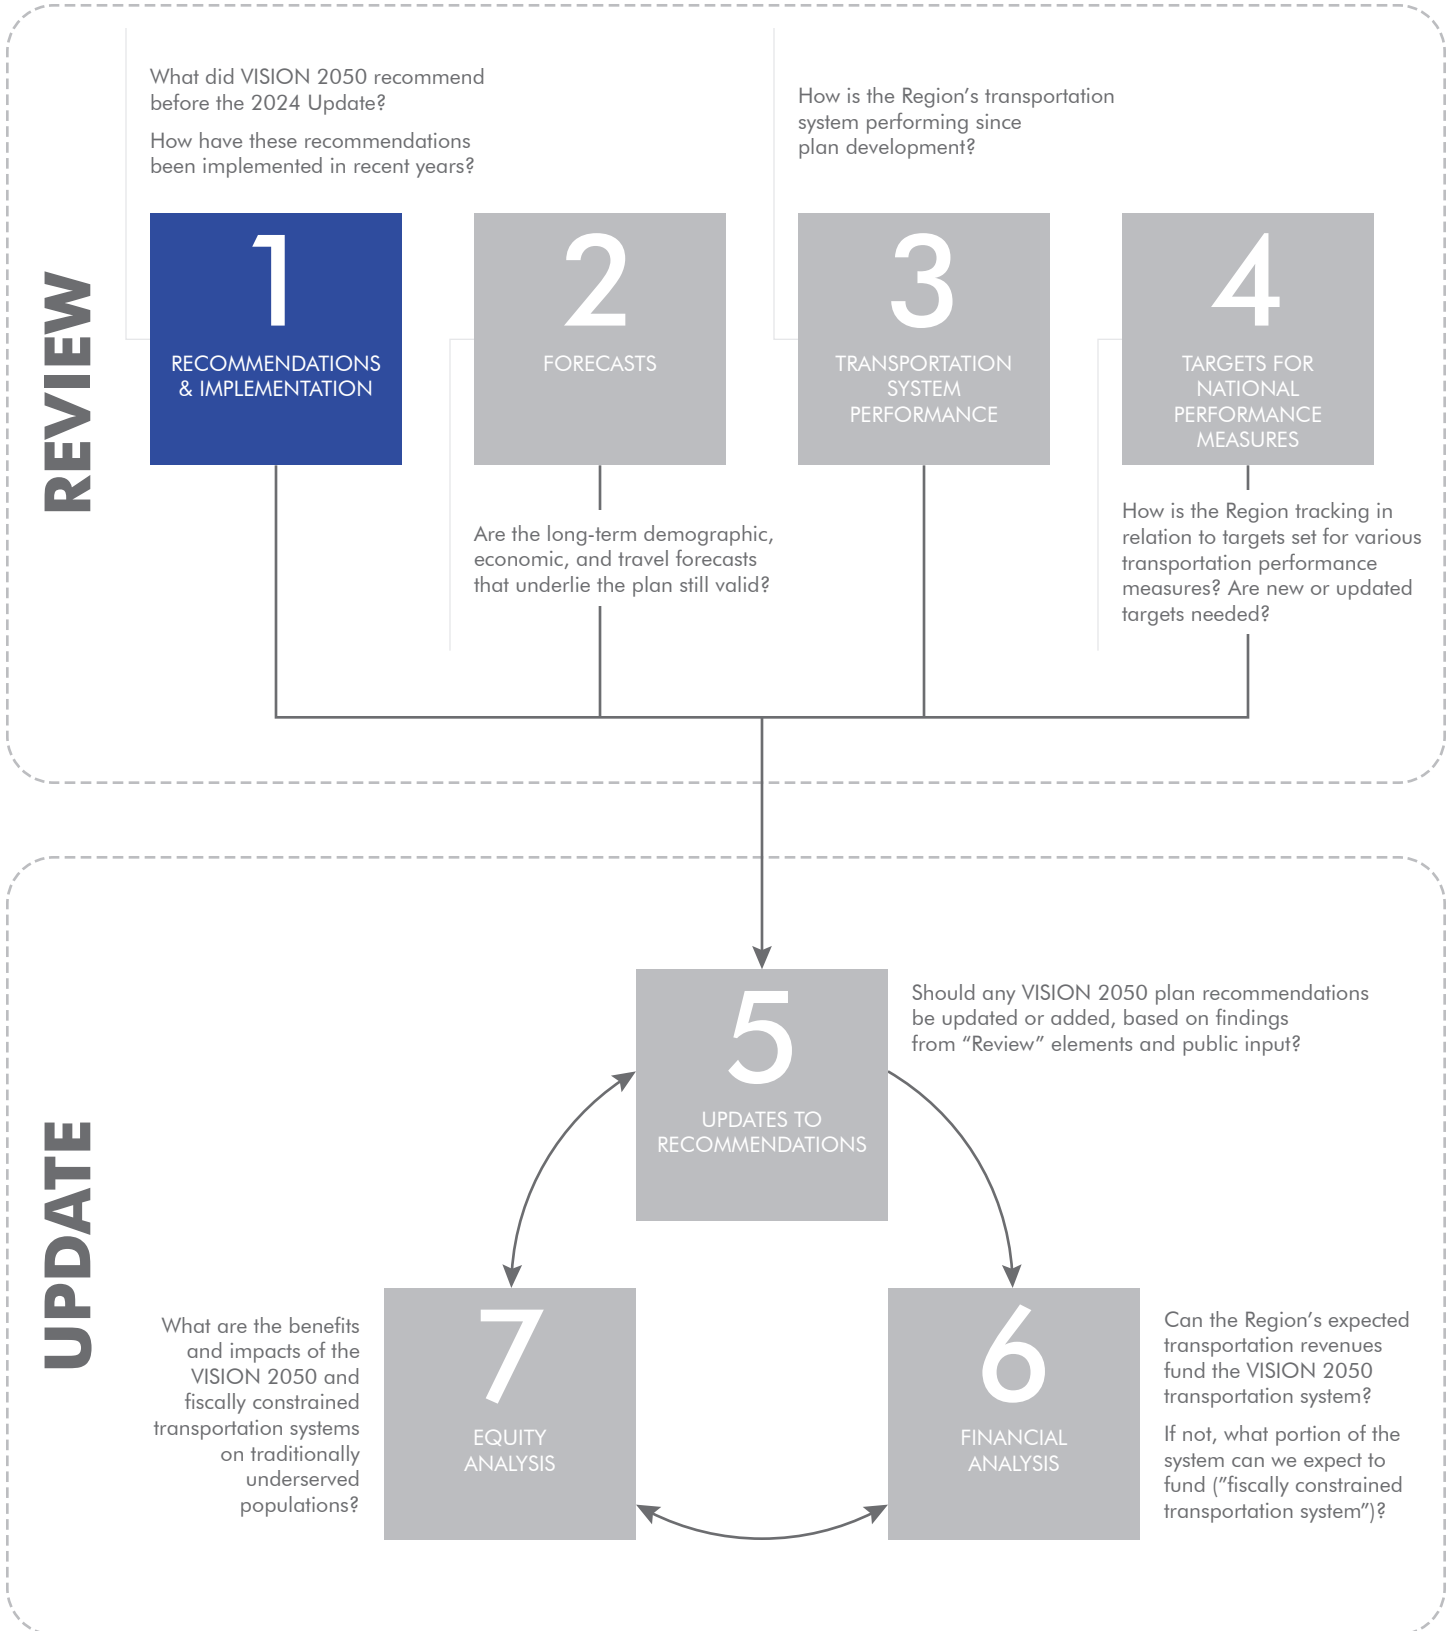 REVIEW
What did VISION 2050 recommend
before the 2024 Update?
How have these recommendations
been implemented in recent years?
1
RECOMMENDATIONS
& IMPLEMENTATION
2
FORECASTS
Are the long-term demographic,
economic, and travel forecasts
that underlie the plan still valid?
How is the Region's transportation
system performing since
plan development?
3
TRANSPORTATION
SYSTEM
PERFORMANCE
4
TARGETS FOR
NATIONAL
PERFORMANCE
MEASURES
How is the Region tracking in
relation to targets set for various
transportation performance
measures? Are new or updated
targets needed?
UPDATE
5
UPDATES TO
RECOMMENDATIONS
Should any VISION 2050 plan recommendations
be updated or added, based on findings
from “Review” elements and public input?
6
FINANCIAL
ANALYSIS
Can the Region's expected
transportation revenues
fund the VISION 2050
transportation system?
If not, what portion of the
system can we expect to
fund (”fiscally constrained
transportation system”)?
7
EQUITY
ANALYSIS
What are the benefits
and impacts of the
VISION 2050 and
fiscally constrained
transportation systems
on traditionally
underserved
populations?